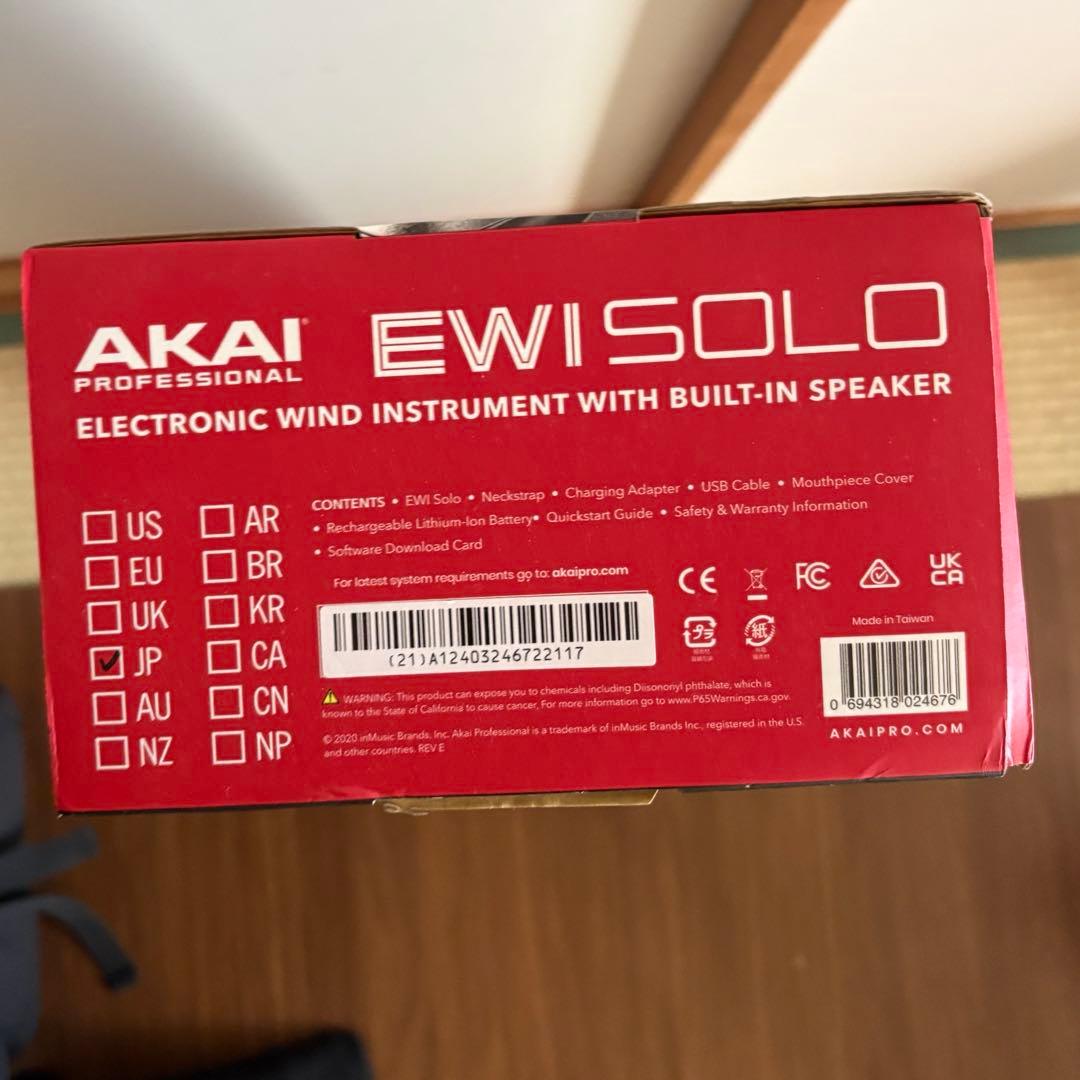 AKAI
PROFESSIONAL
EWI SOLO
ELECTRONIC WIND INSTRUMENT WITH BUILT-IN SPEAKER
US
EU
UK
JP
AU
NZ
AR
BR
KR
CA
CN
NP
CONTENTS • EWI Solo • Neckstrap • Charging Adapter • USB Cable • Mouthpiece Cover
• Rechargeable Lithium-Ion Battery• Quickstart Guide • Safety & Warranty Information
• Software Download Card
For latest system requirements go to: akaipro.com
(21)A12403246722117
CE
FC
UK
CA
プラ
紙
Made in Taiwan
0 694318 024676
AKAIPRO.COM
WARNING: This product can expose you to chemicals including Diisononyl phthalate, which is
known to the State of California to cause cancer, For more information go to www.P65Warnings.ca.gov.
© 2020 inMusic Brands, Inc. Akai Professional is a trademark of inMusic Brands Inc., registered in the U.S.
and other countries. REV E